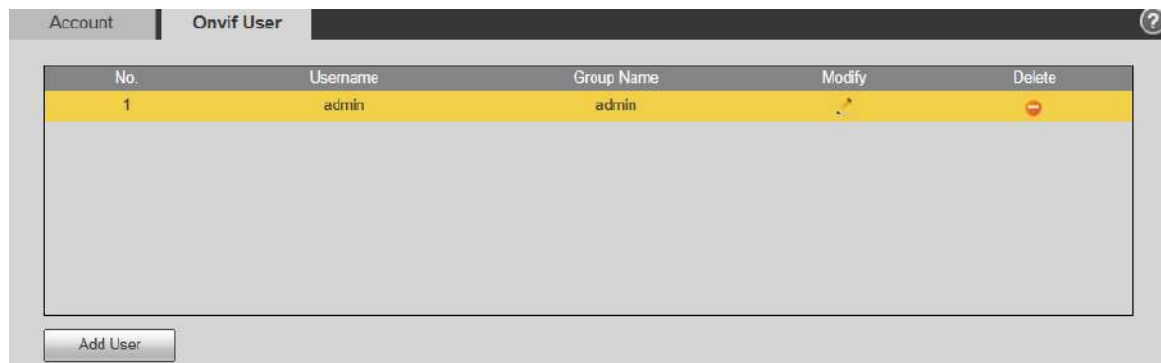 Account Onvif User ?
No. Username Group Name Modify Delete
1 admin admin
Add User